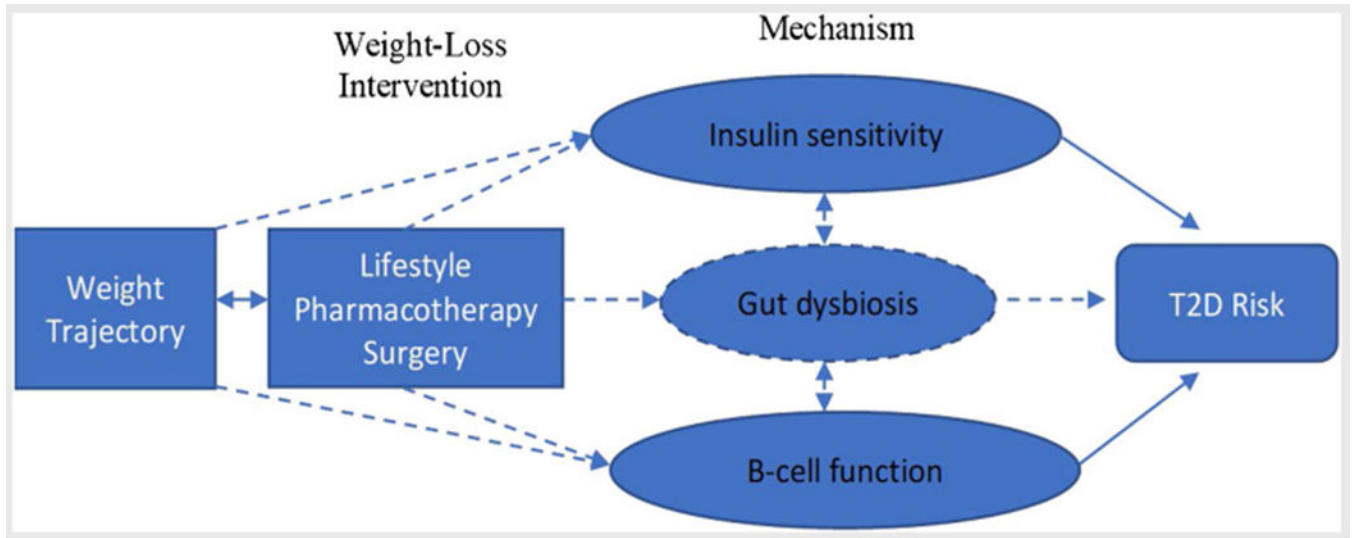 Weight-Loss
Intervention
Mechanism
Insulin sensitivity
Weight
Trajectory
Lifestyle
Pharmacotherapy
Surgery
Gut dysbiosis
T2D Risk
B-cell function